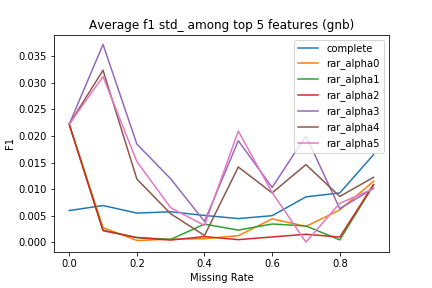 Average f1 std_ among top 5 features (gnb)
complete
rar_alpha0
rar_alpha1
rar_alpha2
rar_alpha3
rar_alpha4
rar_alpha5
F1
0.035
0.030
0.025
0.020
0.015
0.010
0.005
0.000
0.0
0.2
0.4
0.6
0.8
Missing Rate